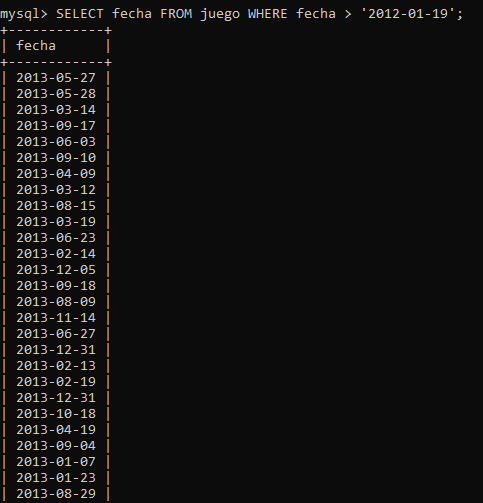 mysql> SELECT fecha FROM juego WHERE fecha > '2012-01-19';
+------------+
| fecha      |
+------------+
| 2013-05-27 |
| 2013-05-28 |
| 2013-03-14 |
| 2013-09-17 |
| 2013-06-03 |
| 2013-09-10 |
| 2013-04-09 |
| 2013-03-12 |
| 2013-08-15 |
| 2013-03-19 |
| 2013-06-23 |
| 2013-02-14 |
| 2013-12-05 |
| 2013-09-18 |
| 2013-08-09 |
| 2013-11-14 |
| 2013-06-27 |
| 2013-12-31 |
| 2013-02-13 |
| 2013-02-19 |
| 2013-12-31 |
| 2013-10-18 |
| 2013-04-19 |
| 2013-09-04 |
| 2013-01-07 |
| 2013-01-23 |
| 2013-08-29 |